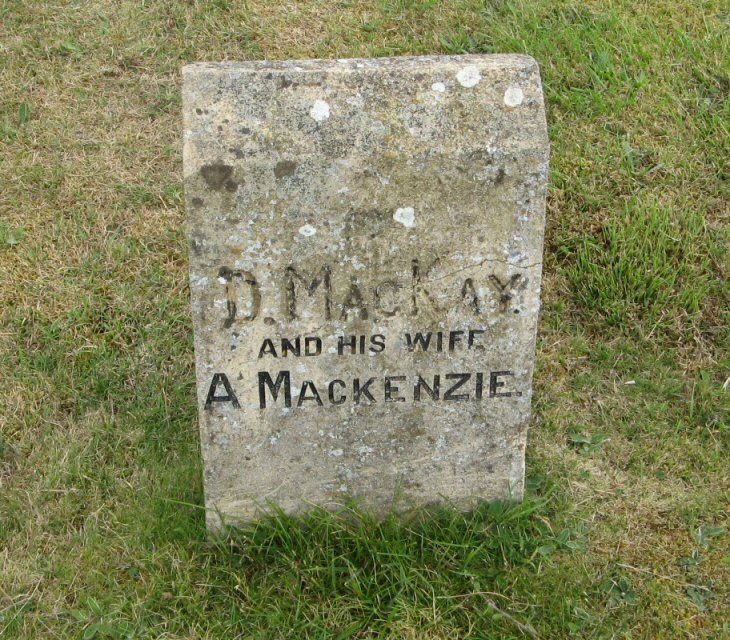 D. MacKay.
AND HIS WIFE
A MACKENZIE.